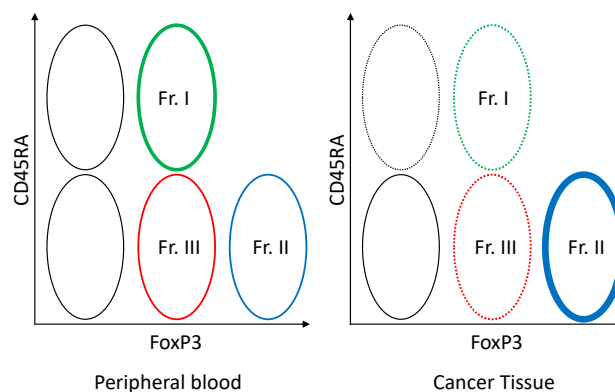 CD45RA
Fr. I
Fr. III
Fr. II
FoxP3
Peripheral blood
CD45RA
Fr. I
Fr. III
Fr. II
FoxP3
Cancer Tissue